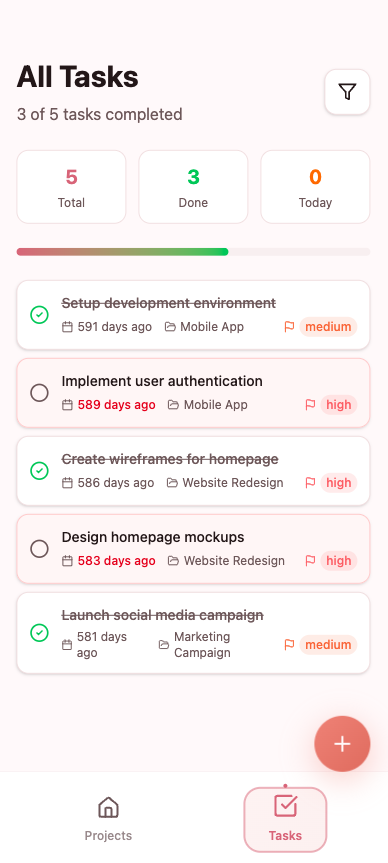 All Tasks
3 of 5 tasks completed
5
3
0
Total
Done
Today
Setup development environment
591 days ago Mobile App medium
Implement user authentication
589 days ago Mobile App high
Create wireframes for homepage
586 days ago Website Redesign high
Design homepage mockups
583 days ago Website Redesign high
Launch social media campaign
581 days
ago
Marketing
Campaign
medium
Projects
Tasks